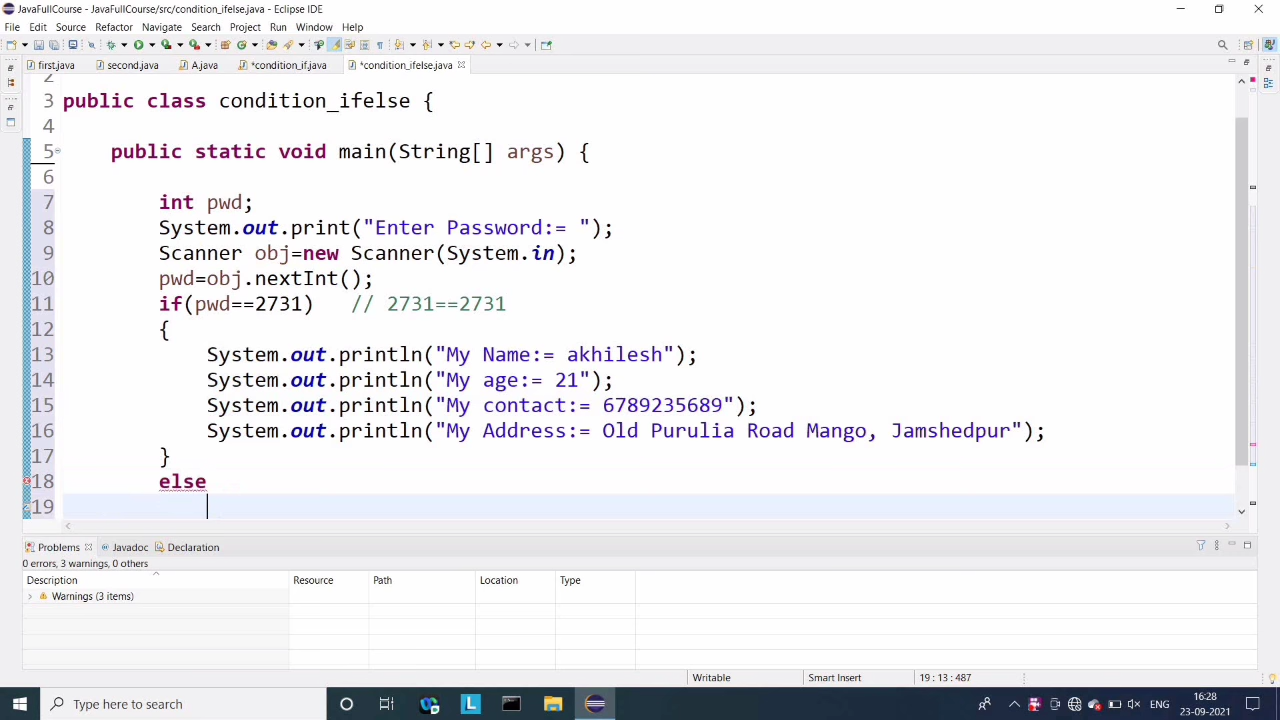 JavaFullCourse - JavaFullCourse/src/condition_ifelse.java - Eclipse IDE
File Edit Source Refactor Navigate Search Project Run Window Help
first.java second.java A.java *condition_if.java *condition_ifelse.java
2
3 public class condition_ifelse {
4
5 public static void main(String[] args) {
6
7 int pwd;
8 System.out.print("Enter Password:= ");
9 Scanner obj=new Scanner(System.in);
10 pwd=obj.nextInt();
11 if(pwd==2731) // 2731==2731
12 {
13 System.out.println("My Name:= akhilesh");
14 System.out.println("My age:= 21");
15 System.out.println("My contact:= 6789235689");
16 System.out.println("My Address:= Old Purulia Road Mango, Jamshedpur");
17 }
18 else
19
Problems Javadoc Declaration
0 errors, 3 warnings, 0 others
Description Resource Path Location Type
Warnings (3 items)
Writable Smart Insert 19 : 13 : 487
Type here to search
L
ENG
16:28
23-09-2021